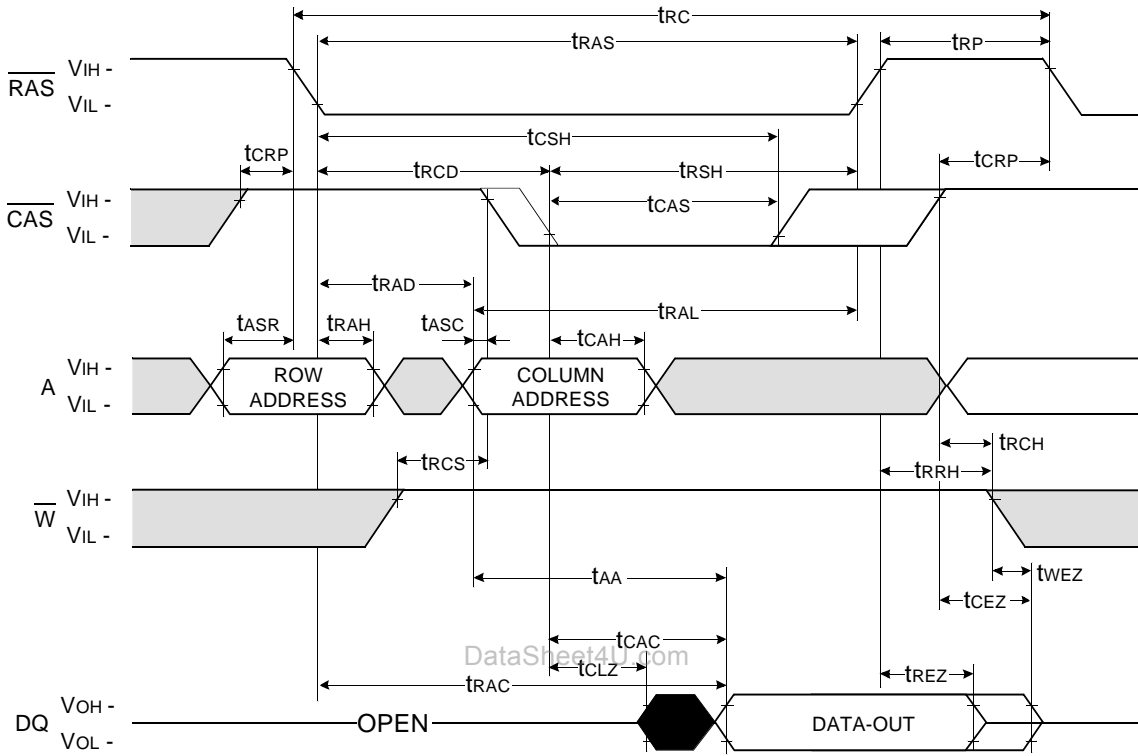 tRC
tRAS
tRP
RAS
VIH -
VIL -
tCSH
tCRP
tRCD
tRSH
tCRP
CAS
VIH -
VIL -
tCAS
tRAD
tRAL
tASR
tRAH
tASC
tCAH
A
VIH -
VIL -
ROW
ADDRESS
COLUMN
ADDRESS
tRCS
tRCH
tRRH
W
VIH -
VIL -
tAA
tWEZ
tCEZ
tCAC
DataSheet4U.com
tCLZ
tRAC
tREZ
DQ
VOH -
VOL -
OPEN
DATA-OUT